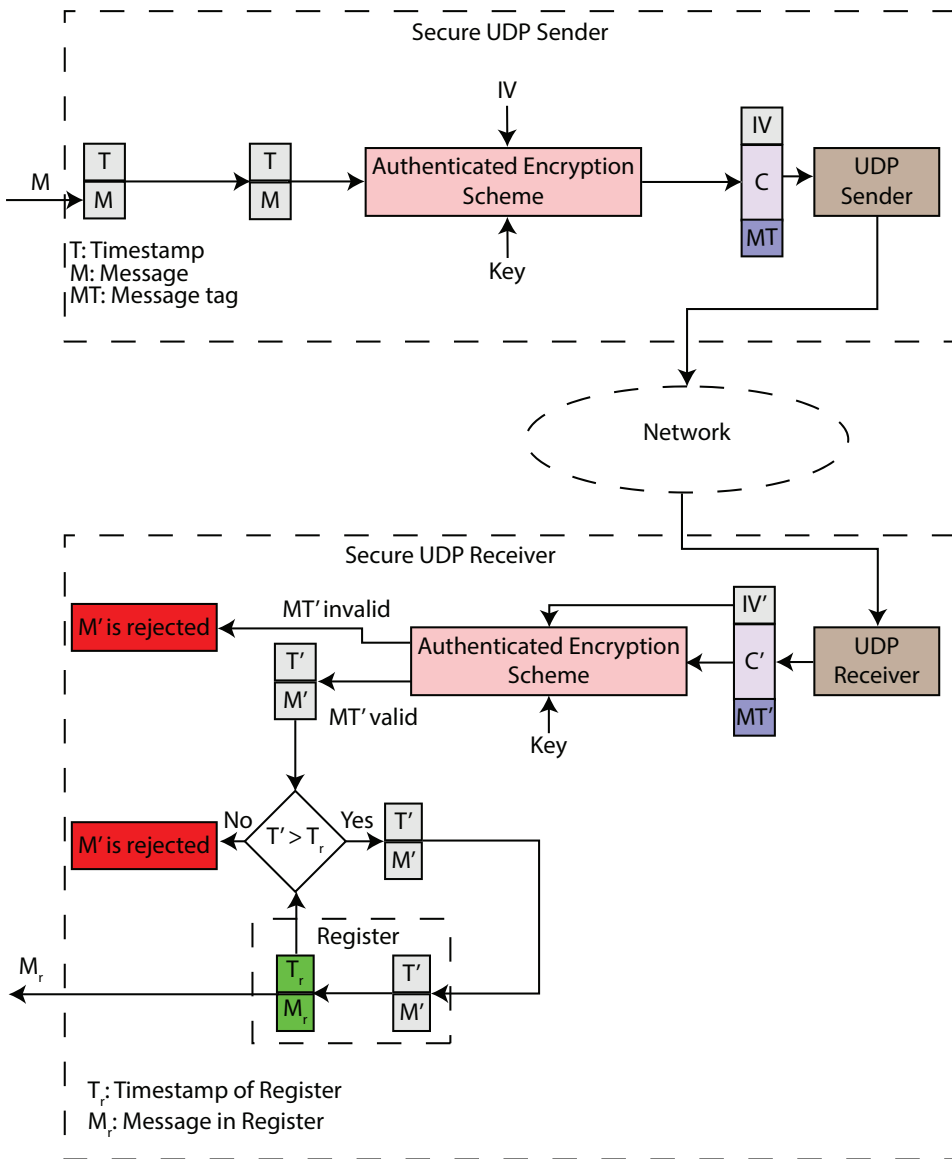 Secure UDP Sender
IV
M
T
M
T
M
Authenticated Encryption
Scheme
Key
IV
C
MT
UDP
Sender
T: Timestamp
M: Message
MT: Message tag
Network
Secure UDP Receiver
M' is rejected
MT' invalid
T'
M'
MT' valid
Authenticated Encryption
Scheme
Key
IV'
C'
MT'
UDP
Receiver
M' is rejected
No
T' > Tr
Yes
T'
M'
Register
Mr
Tr
Mr
T'
M'
Tr: Timestamp of Register
Mr: Message in Register